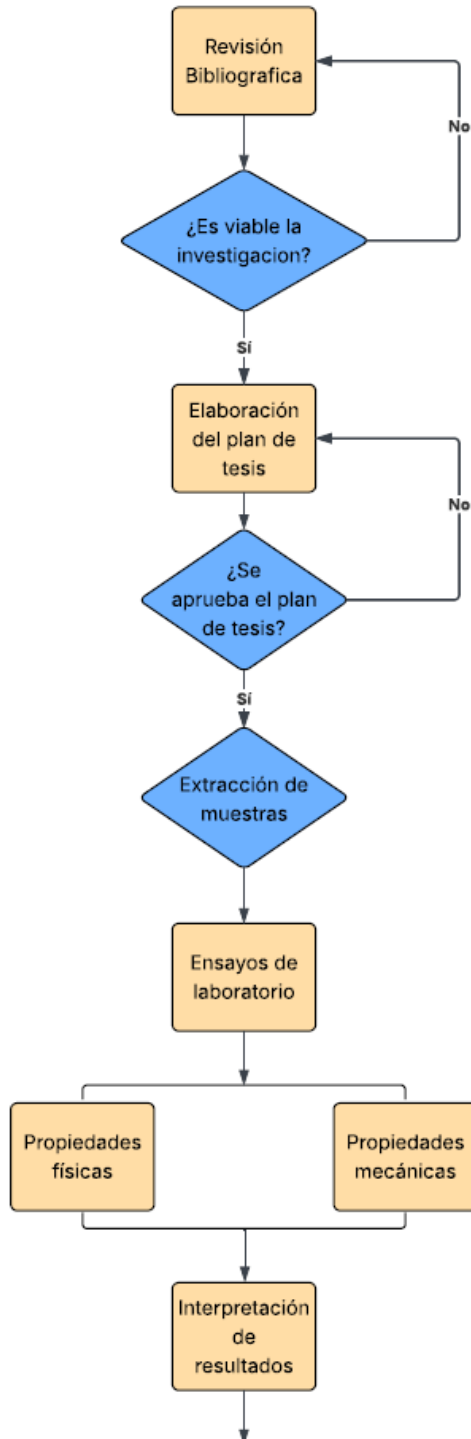 Revisión
Bibliografica
No
¿Es viable la
investigacion?
Sí
Elaboración
del plan de
tesis
No
¿Se
aprueba el plan
de tesis?
Sí
Extracción de
muestras
Ensayos de
laboratorio
Propiedades
físicas
Propiedades
mecánicas
Interpretación
de
resultados